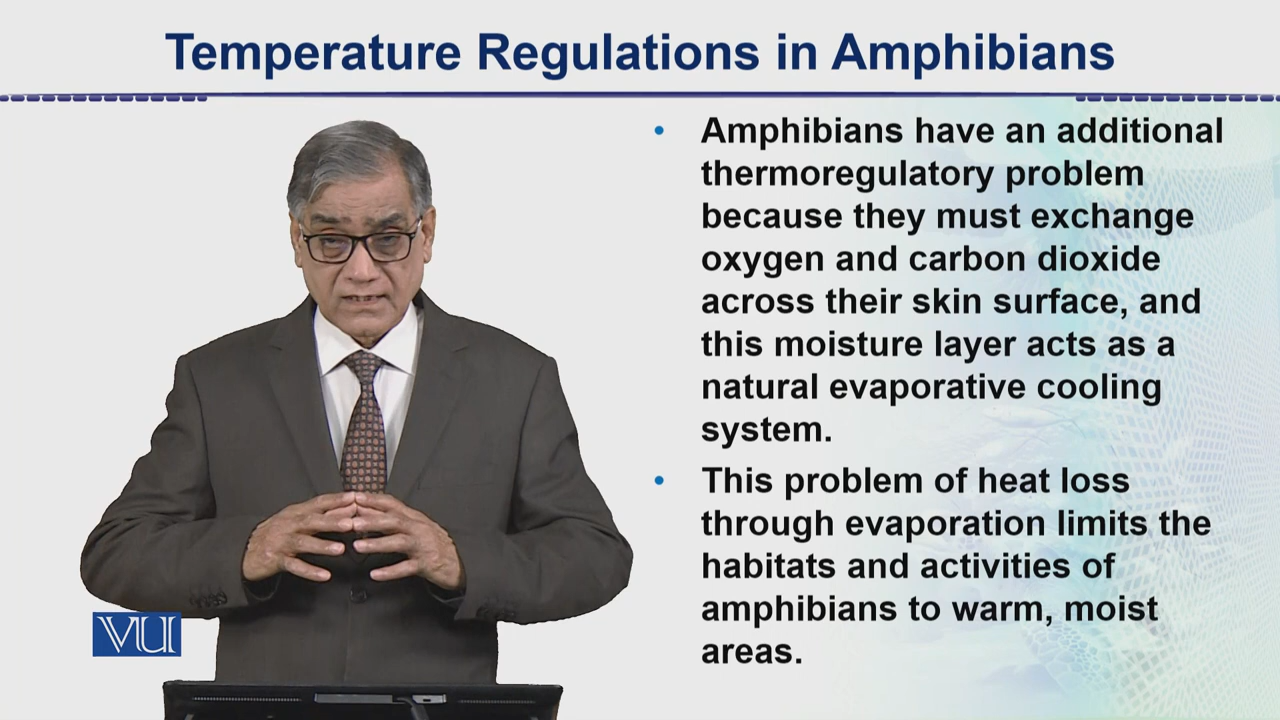 Temperature Regulations in Amphibians
• Amphibians have an additional
thermoregulatory problem
because they must exchange
oxygen and carbon dioxide
across their skin surface, and
this moisture layer acts as a
natural evaporative cooling
system.
• This problem of heat loss
through evaporation limits the
habitats and activities of
amphibians to warm, moist
areas.
VU